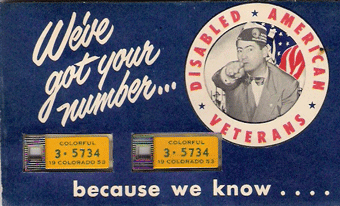 We've
got your
number...
DISABLED AMERICAN
VETERANS
COLORFUL
3·5734
19 COLORADO 53
COLORFUL
3·5734
19 COLORADO 53
because we know....